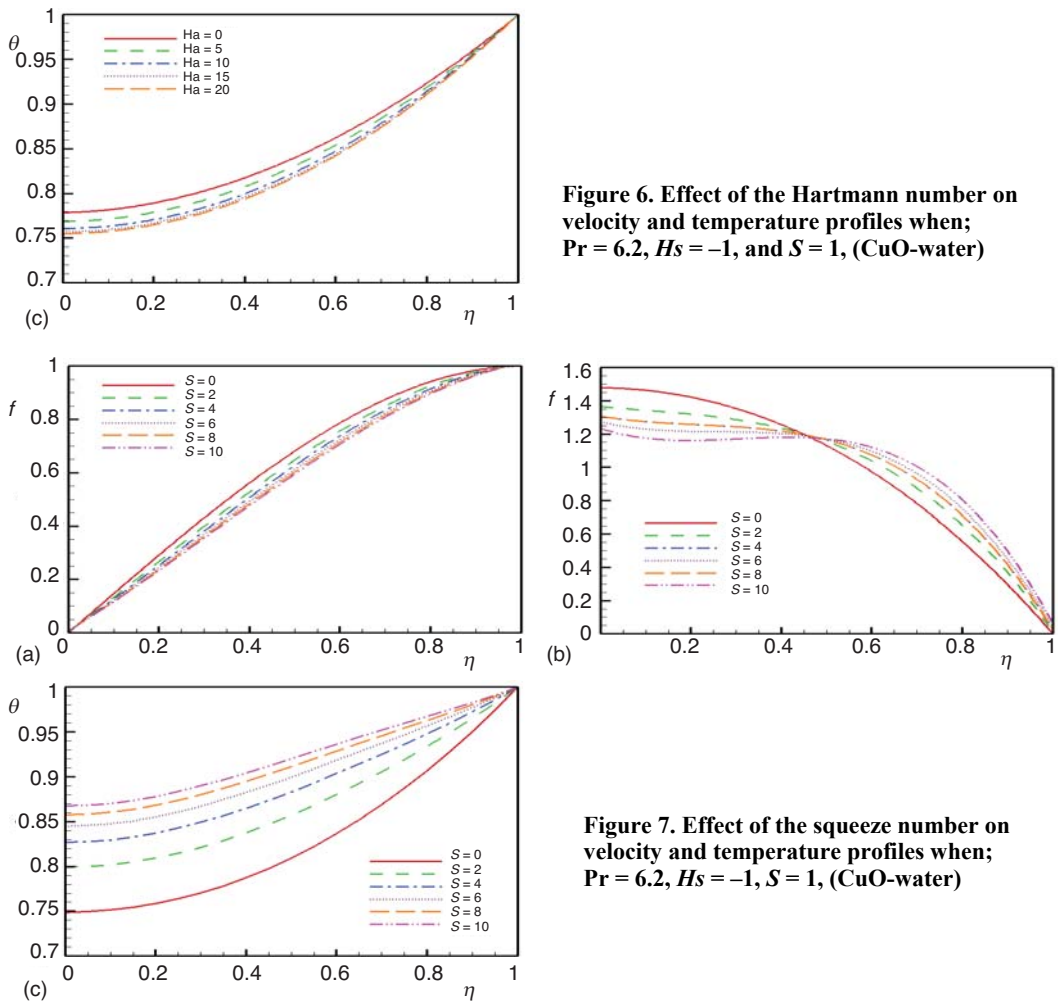 1
θ
0.95
0.9
0.85
0.8
0.75
0.7
Ha = 0
Ha = 5
Ha = 10
Ha = 15
Ha = 20
0 0.2 0.4 0.6 0.8 1
(c) η
Figure 6. Effect of the Hartmann number on
velocity and temperature profiles when;
Pr = 6.2, Hs = –1, and S = 1, (CuO-water)
1
f
0.8
0.6
0.4
0.2
0
S = 0
S = 2
S = 4
S = 6
S = 8
S = 10
0 0.2 0.4 0.6 0.8 1
(a) η
1.6
f
1.4
1.2
1
0.8
0.6
0.4
0.2
0
S = 0
S = 2
S = 4
S = 6
S = 8
S = 10
0 0.2 0.4 0.6 0.8 1
(b) η
1
θ
0.95
0.9
0.85
0.8
0.75
0.7
S = 0
S = 2
S = 4
S = 6
S = 8
S = 10
0 0.2 0.4 0.6 0.8 1
(c) η
Figure 7. Effect of the squeeze number on
velocity and temperature profiles when;
Pr = 6.2, Hs = –1, S = 1, (CuO-water)